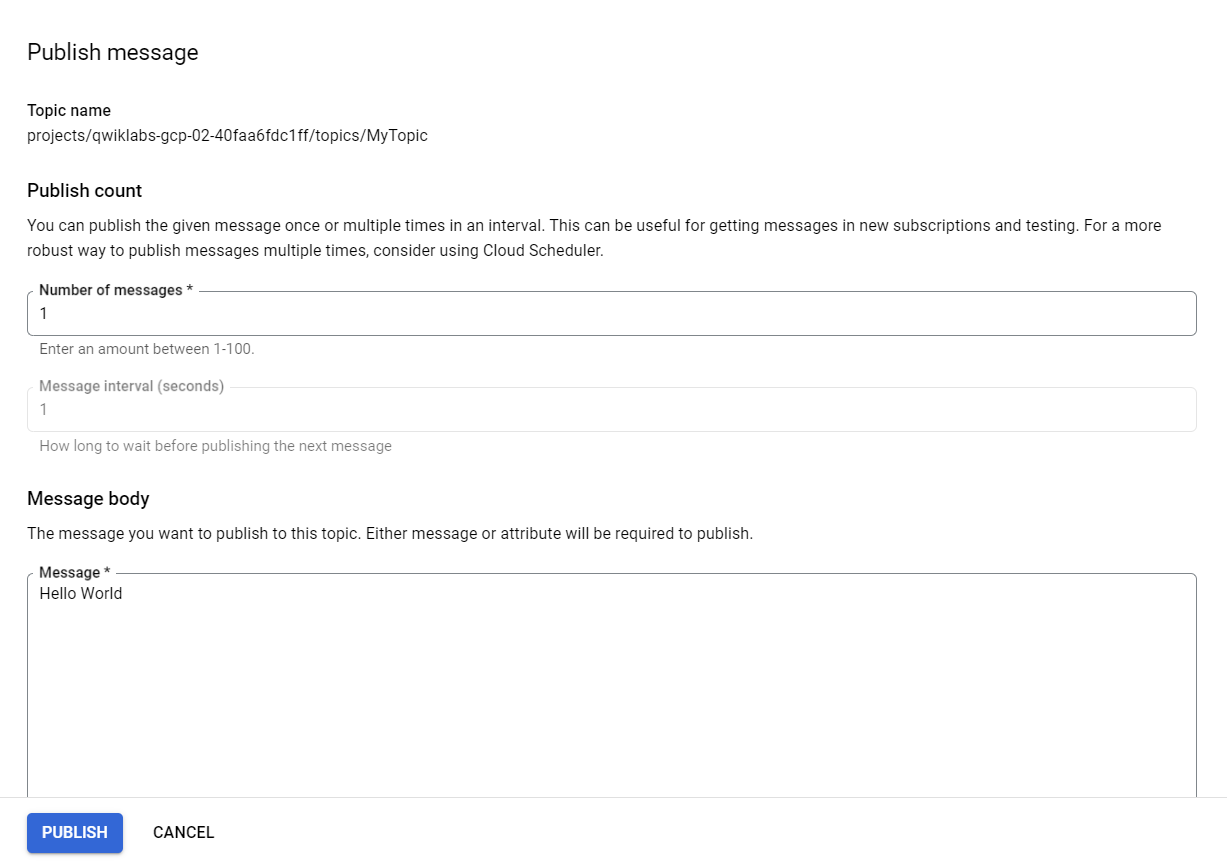 Publish message
Topic name
projects/qwiklabs-gcp-02-40faa6fdc1ff/topics/MyTopic
Publish count
You can publish the given message once or multiple times in an interval. This can be useful for getting messages in new subscriptions and testing. For a more
robust way to publish messages multiple times, consider using Cloud Scheduler.
Number of messages *
1
Enter an amount between 1-100.
Message interval (seconds)
1
How long to wait before publishing the next message
Message body
The message you want to publish to this topic. Either message or attribute will be required to publish.
Message *
Hello World
PUBLISH CANCEL